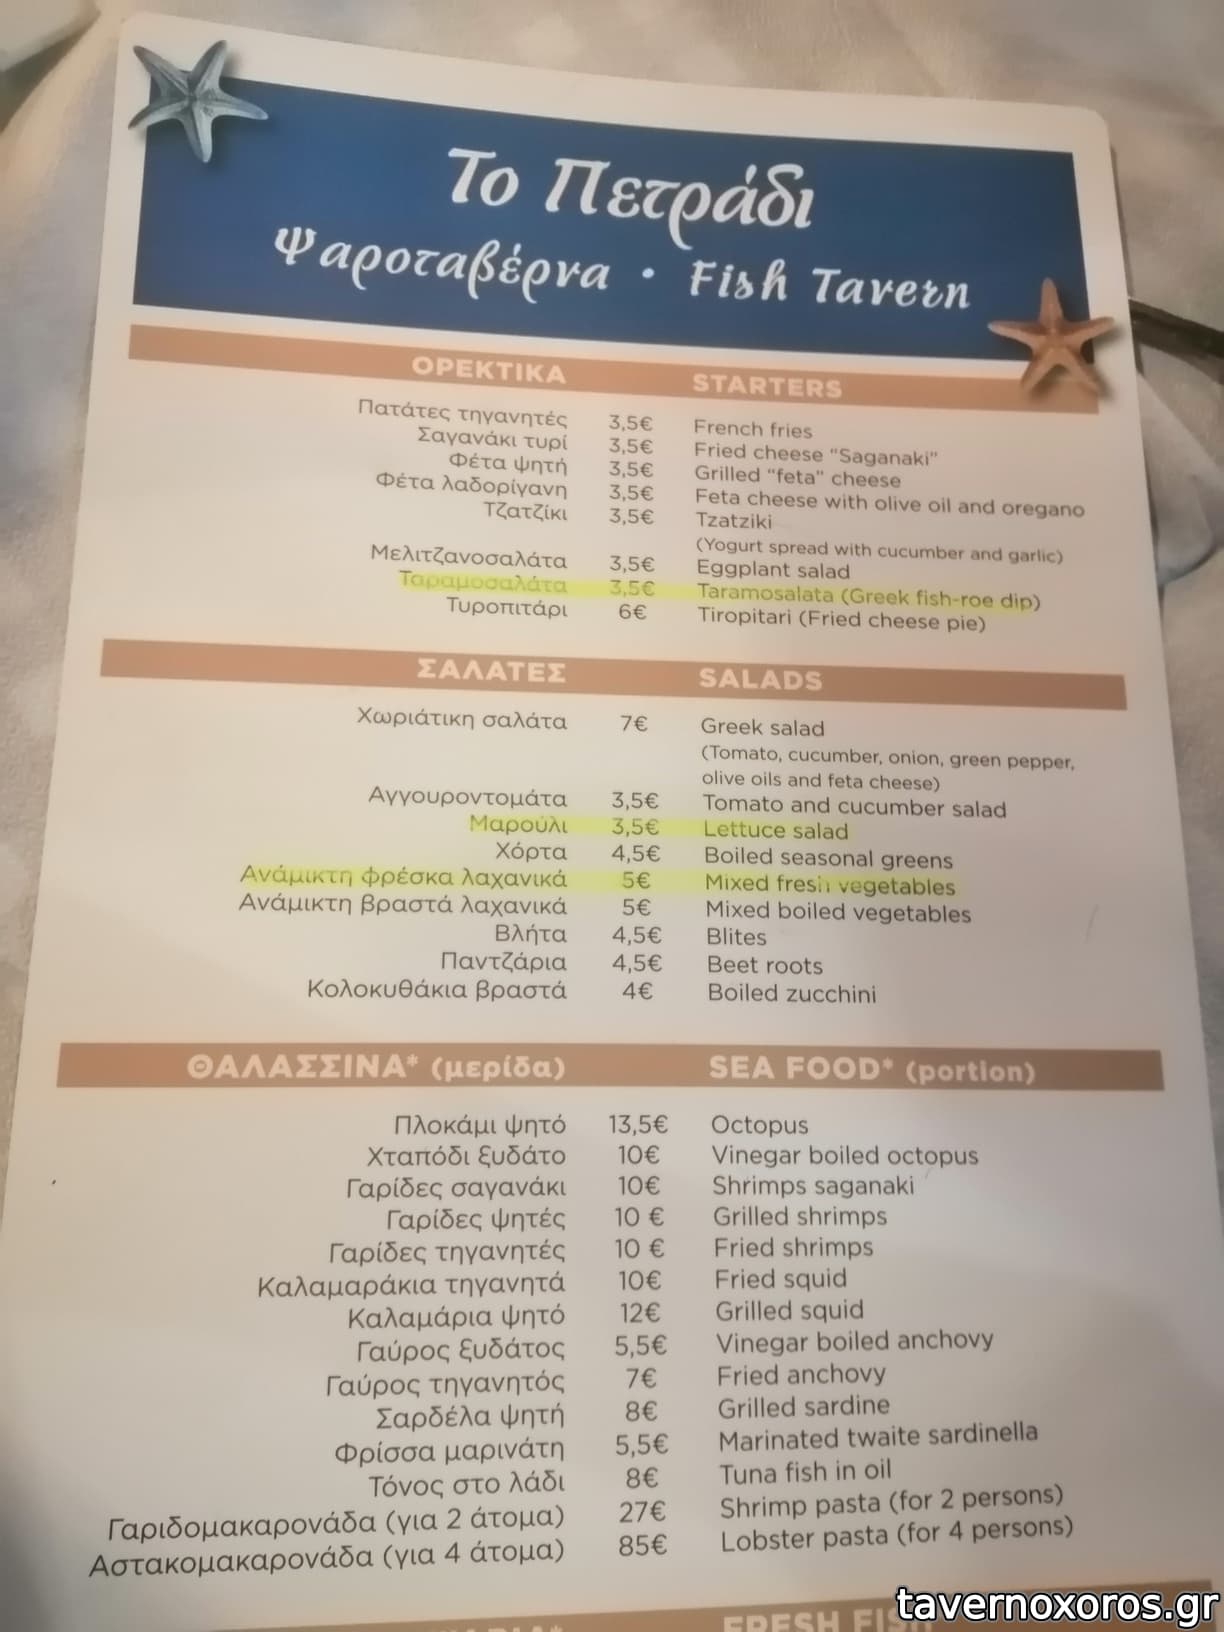 Το Πετράδι
Ψαροταβέρνα • Fish Tavern
ΟΡΕΚΤΙΚΑ STARTERS
Πατάτες τηγανητές 3,5€ French fries
Σαγανάκι τυρί 3,5€ Fried cheese “Saganaki”
Φέτα ψητή 3,5€ Grilled “feta” cheese
Φέτα λαδορίγανη 3,5€ Feta cheese with olive oil and oregano
Τζατζίκι 3,5€ Tzatziki
(Yogurt spread with cucumber and garlic)
Μελιτζανοσαλάτα 3,5€ Eggplant salad
Ταραμοσαλάτα 3,5€ Taramosalata (Greek fish-roe dip)
Τυροπιτάρι 6€ Tiropitari (Fried cheese pie)
ΣΑΛΑΤΕΣ SALADS
Χωριάτικη σαλάτα 7€ Greek salad
(Tomato, cucumber, onion, green pepper,
olive oils and feta cheese)
Αγγουροντομάτα 3,5€ Tomato and cucumber salad
Μαρούλι 3,5€ Lettuce salad
Χόρτα 4,5€ Boiled seasonal greens
Ανάμικτη φρέσκα λαχανικά 5€ Mixed fresh vegetables
Ανάμικτη βραστά λαχανικά 5€ Mixed boiled vegetables
Βλήτα 4,5€ Blites
Παντζάρια 4,5€ Beet roots
Κολοκυθάκια βραστά 4€ Boiled zucchini
ΘΑΛΑΣΣΙΝΑ* (μερίδα) SEA FOOD* (portion)
Πλοκάμι ψητό 13,5€ Octopus
Χταπόδι ξυδάτο 10€ Vinegar boiled octopus
Γαρίδες σαγανάκι 10€ Shrimps saganaki
Γαρίδες ψητές 10 € Grilled shrimps
Γαρίδες τηγανητές 10 € Fried shrimps
Καλαμαράκια τηγανητά 10€ Fried squid
Καλαμάρια ψητό 12€ Grilled squid
Γαύρος ξυδάτος 5,5€ Vinegar boiled anchovy
Γαύρος τηγανητός 7€ Fried anchovy
Σαρδέλα ψητή 8€ Grilled sardine
Φρίσσα μαρινάτη 5,5€ Marinated twaite sardinella
Τόνος στο λάδι 8€ Tuna fish in oil
Γαριδομακαρονάδα (για 2 άτομα) 27€ Shrimp pasta (for 2 persons)
Αστακομακαρονάδα (για 4 άτομα) 85€ Lobster pasta (for 4 persons)
FRESH
tavernoxoros.gr